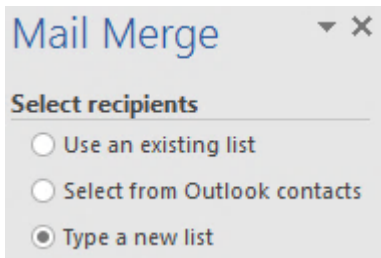 Mail Merge
Select recipients
Use an existing list
Select from Outlook contacts
Type a new list